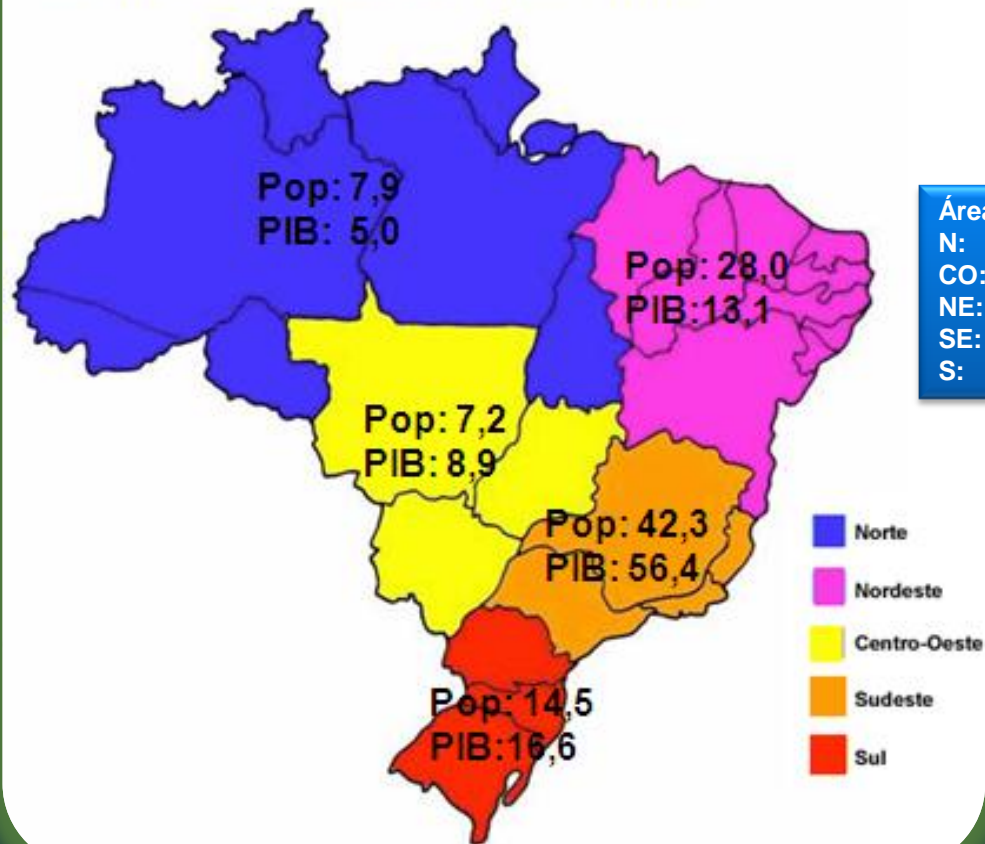 Pop: 7,9
PIB: 5,0
Pop: 28,0
PIB:13,1
Pop: 7,2
PIB: 8,9
Pop: 42,3
PIB: 56,4
Pop: 14,5
PIB:16,6
Área
N:
CO:
NE:
SE:
S:
Norte
Nordeste
Centro-Oeste
Sudeste
Sul